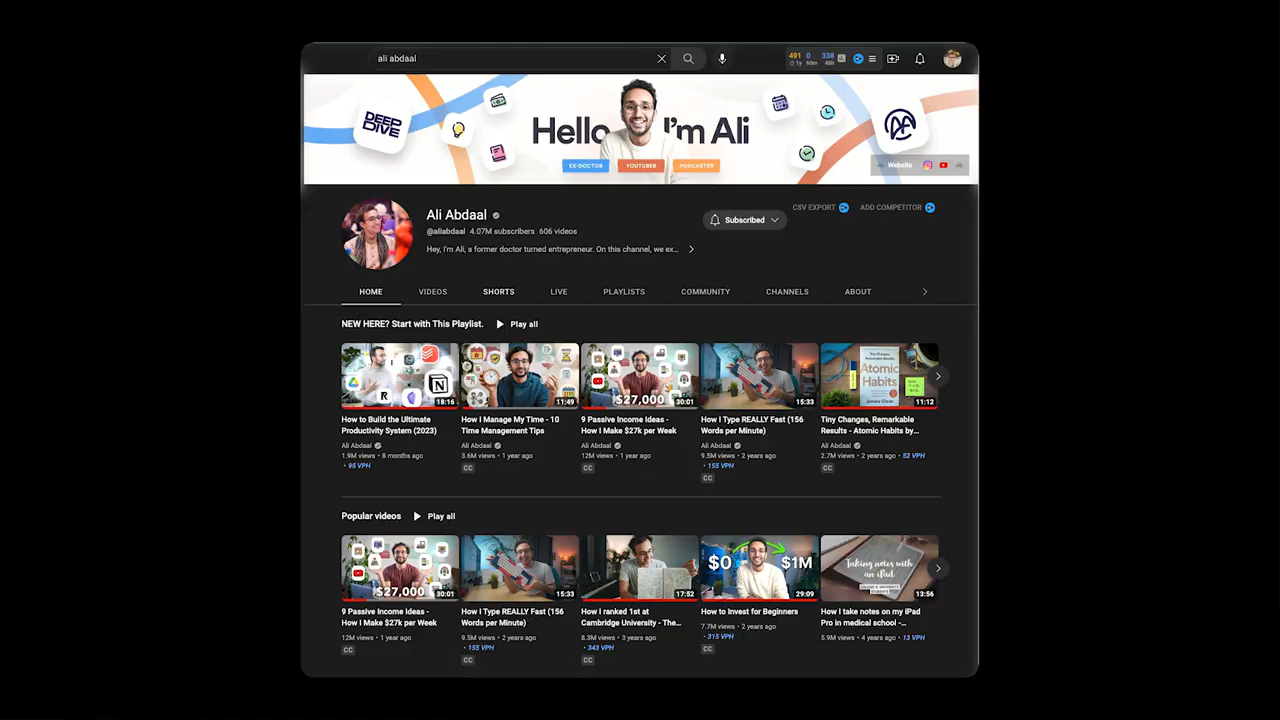 ali abdaal
491 0 338
1y 60m 48h
DEEP
DIVE
Hello I'm Ali
EX-DOCTOR YOUTUBER PODCASTER
Website
Ali Abdaal
@aliabdaal 4.07M subscribers 606 videos
Hey, I'm Ali, a former doctor turned entrepreneur. On this channel, we ex...
Subscribed
CSV EXPORT ADD COMPETITOR
HOME VIDEOS SHORTS LIVE PLAYLISTS COMMUNITY CHANNELS ABOUT
NEW HERE? Start with This Playlist. Play all
18:16
How to Build the Ultimate
Productivity System (2023)
Ali Abdaal
1.9M views • 8 months ago
• 95 VPH
11:49
How I Manage My Time - 10
Time Management Tips
Ali Abdaal
3.6M views • 1 year ago
CC
$27,000
30:01
9 Passive Income Ideas -
How I Make $27k per Week
Ali Abdaal
12M views • 1 year ago
CC
15:33
How I Type REALLY Fast (156
Words per Minute)
Ali Abdaal
9.5M views • 2 years ago
• 155 VPH
CC
Atomic
Habits
James Clear
11:12
Tiny Changes, Remarkable
Results - Atomic Habits by...
Ali Abdaal
2.7M views • 2 years ago • 52 VPH
CC
Popular videos Play all
$27,000
30:01
9 Passive Income Ideas -
How I Make $27k per Week
12M views • 1 year ago
CC
15:33
How I Type REALLY Fast (156
Words per Minute)
9.5M views • 2 years ago
• 155 VPH
CC
17:52
How I ranked 1st at
Cambridge University - The...
8.3M views • 3 years ago
• 343 VPH
CC
$0 $1M
29:09
How to Invest for Beginners
7.7M views • 2 years ago
• 315 VPH
CC
Taking notes with
an iPad
13:56
How I take notes on my iPad
Pro in medical school -...
5.9M views • 4 years ago • 13 VPH